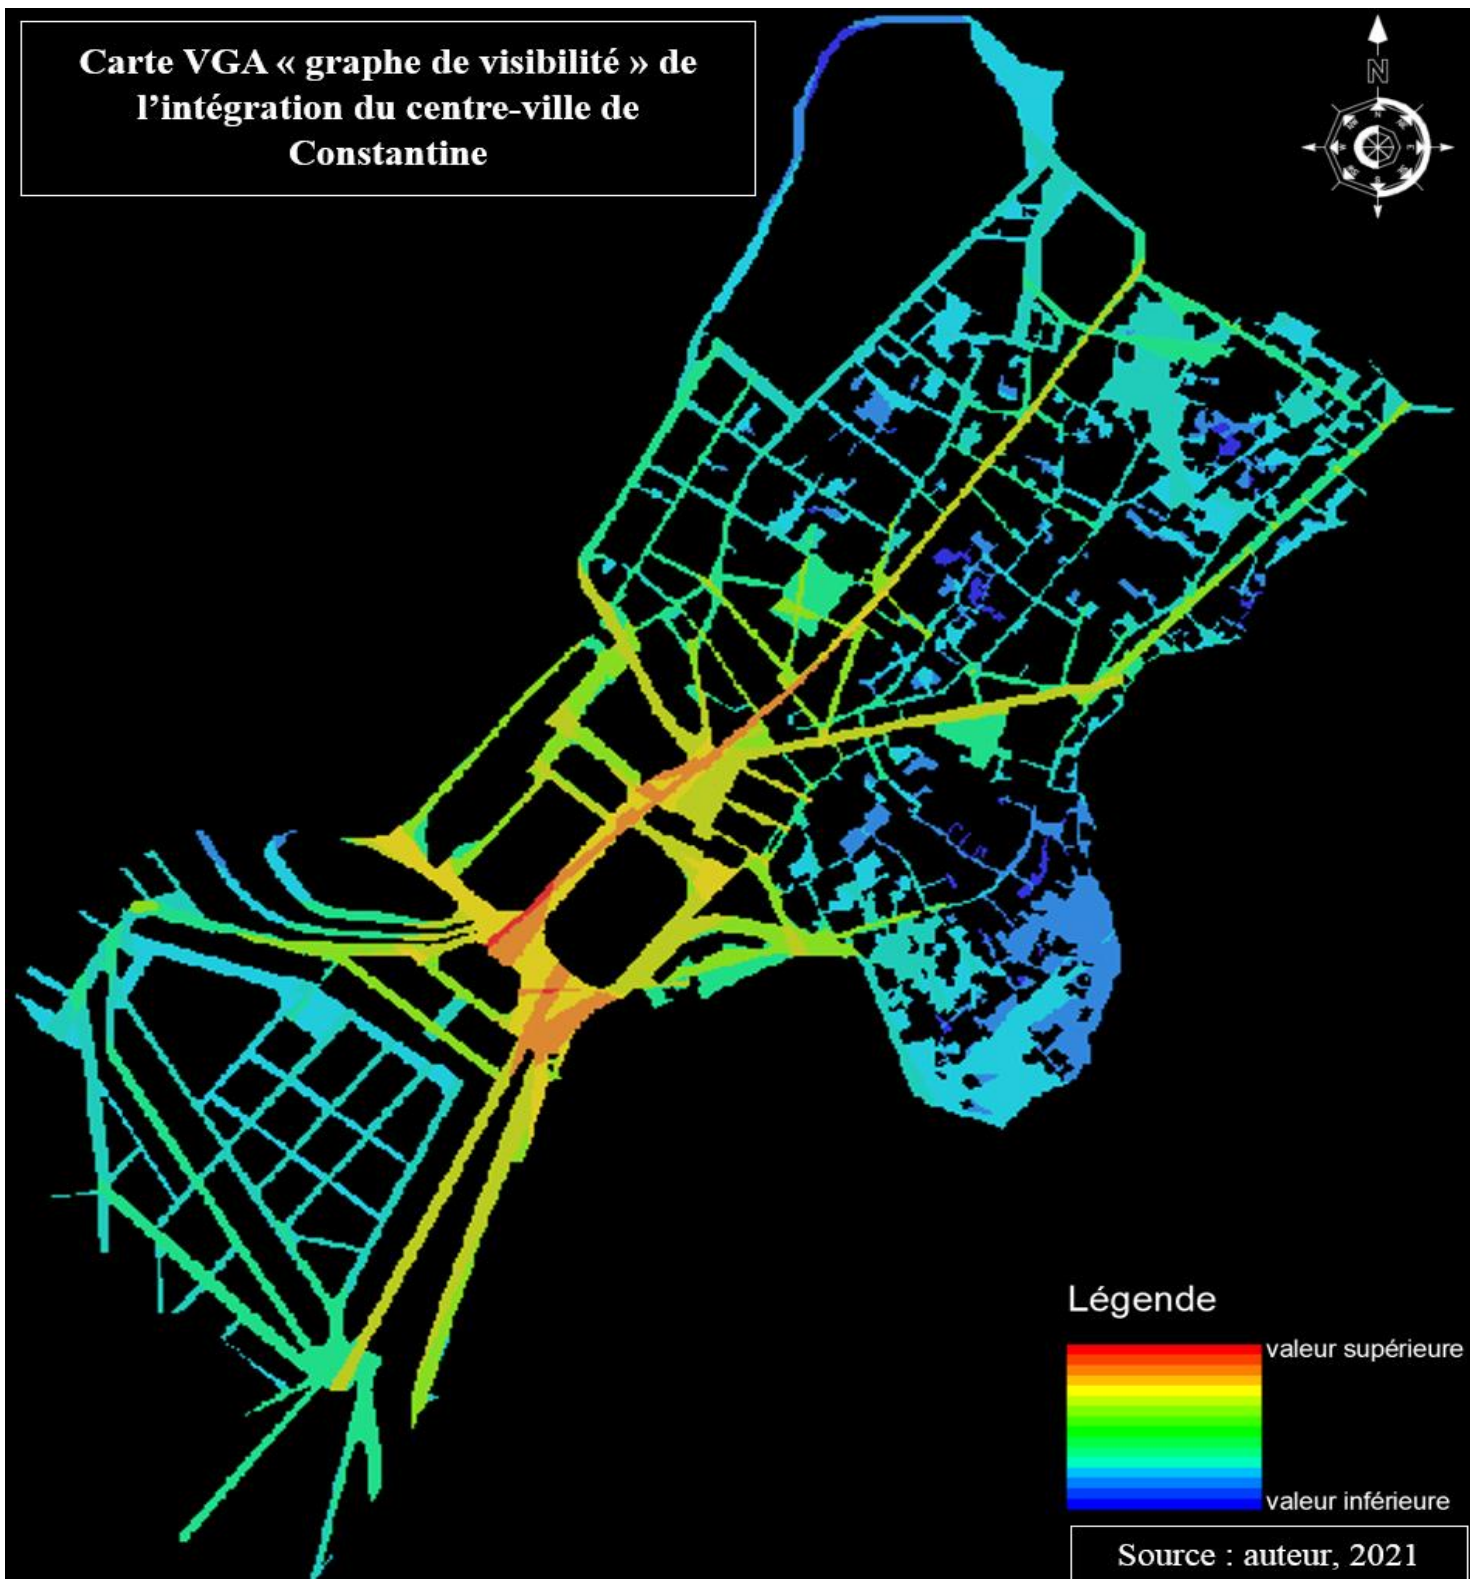 Carte VGA « graphe de visibilité » de
l’intégration du centre-ville de
Constantine
N
Légende
valeur supérieure
valeur inférieure
Source : auteur, 2021